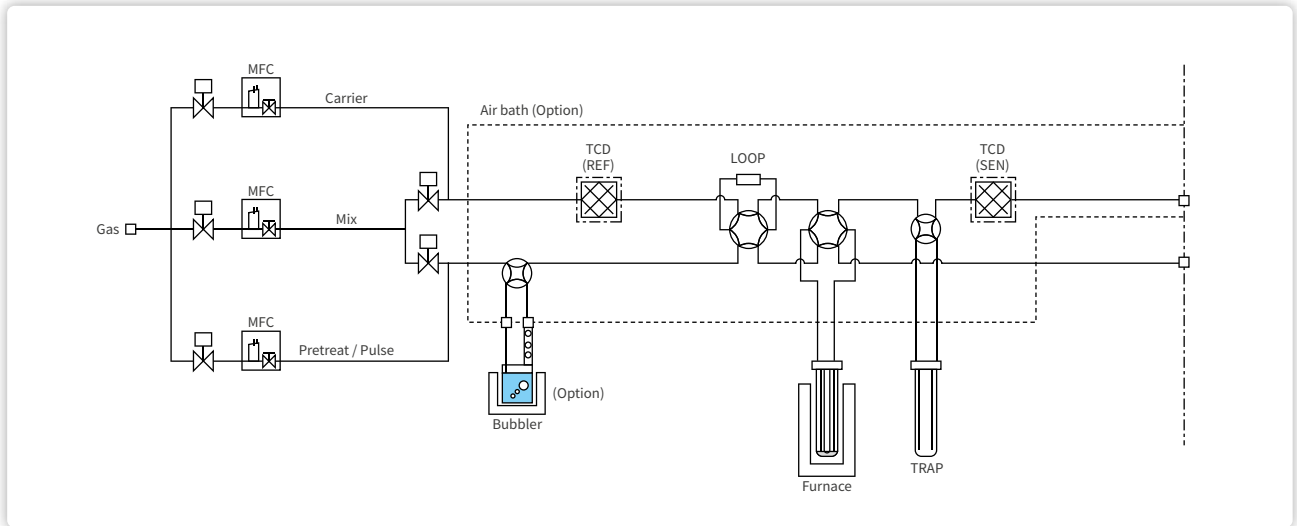 MFC
Carrier
Air bath (Option)
TCD
(REF)
LOOP
TCD
(SEN)
MFC
Mix
Gas
MFC
Pretreat / Pulse
(Option)
Bubbler
TRAP
Furnace